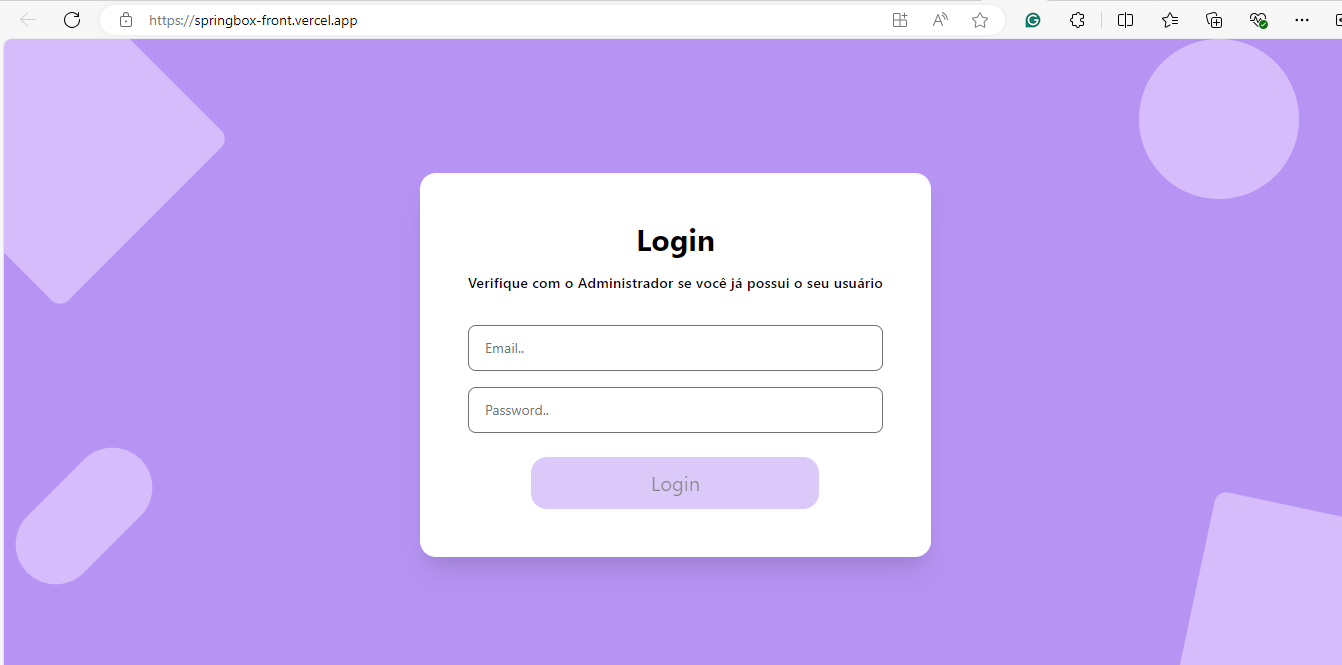 https://springbox-front.vercel.app
Login
Verifique com o Administrador se você já possui o seu usuário
Email..
Password..
Login